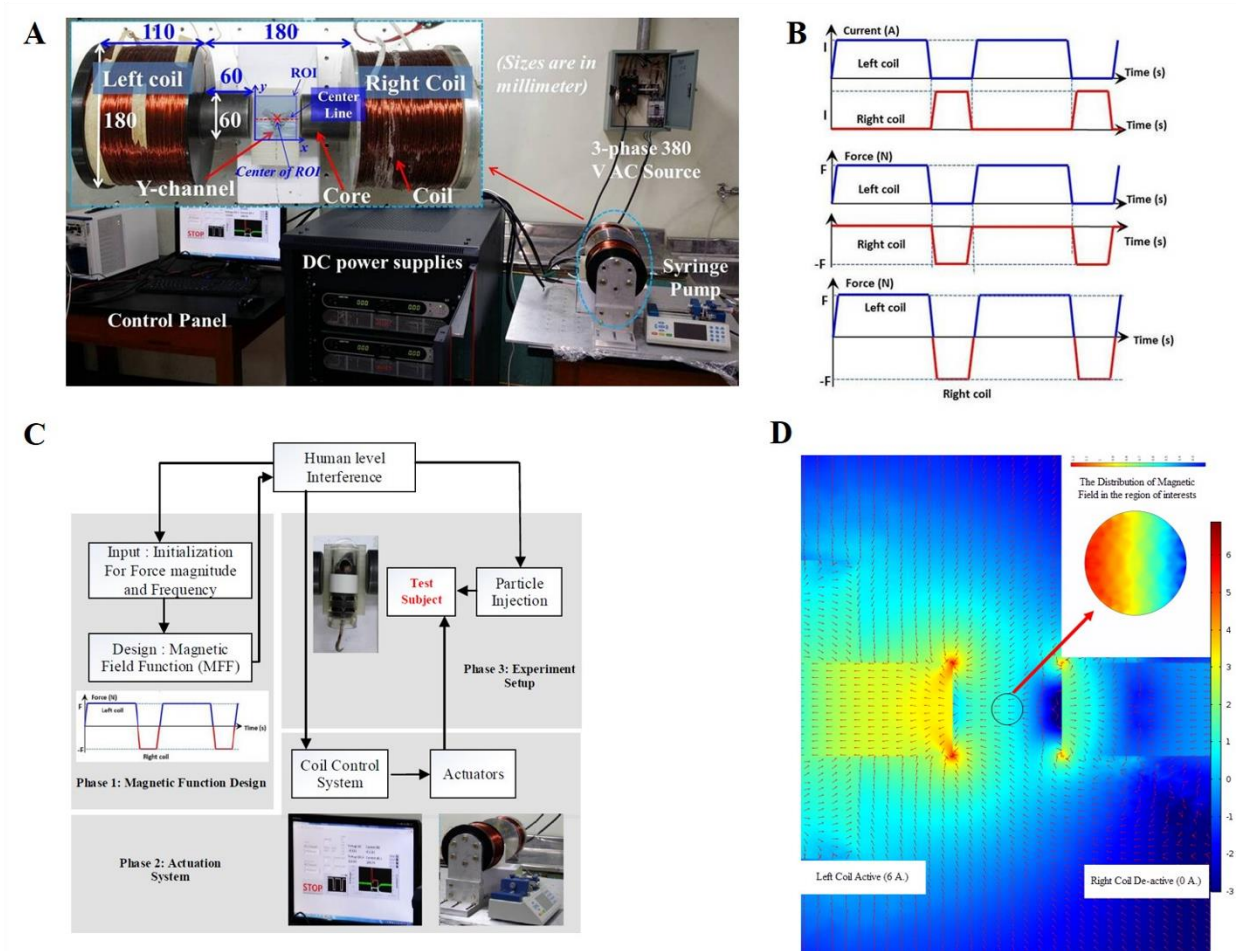 A
110
180
Left coil
60
y
ROI
Right Coil
(Sizes are in
millimeter)
Center
Line
180
60
x
Center of ROI
Y-channel
Core
Coil
3-phase 380
V AC Source
STOP
DC power supplies
Syringe
Pump
Control Panel
B
Current (A)
I
Left coil
Time (s)
I
Right coil
Time (s)
Force (N)
F
Left coil
Time (s)
Time (s)
Right coil
-F
Force (N)
F
Left coil
Time (s)
-F
Right coil
C
Human level
Interference
Input : Initialization
For Force magnitude
and Frequency
Design : Magnetic
Field Function (MFF)
Force (N)
F
Left coil
Time (s)
-F
Right coil
Phase 1: Magnetic Function Design
Test
Subject
Particle
Injection
Phase 3: Experiment
Setup
Coil Control
System
Actuators
Phase 2: Actuation
System
STOP
D
The Distribution of Magnetic
Field in the region of interests
6
5
4
3
2
1
0
-1
-2
-3
Left Coil Active (6 A.)
Right Coil De-active (0 A.)